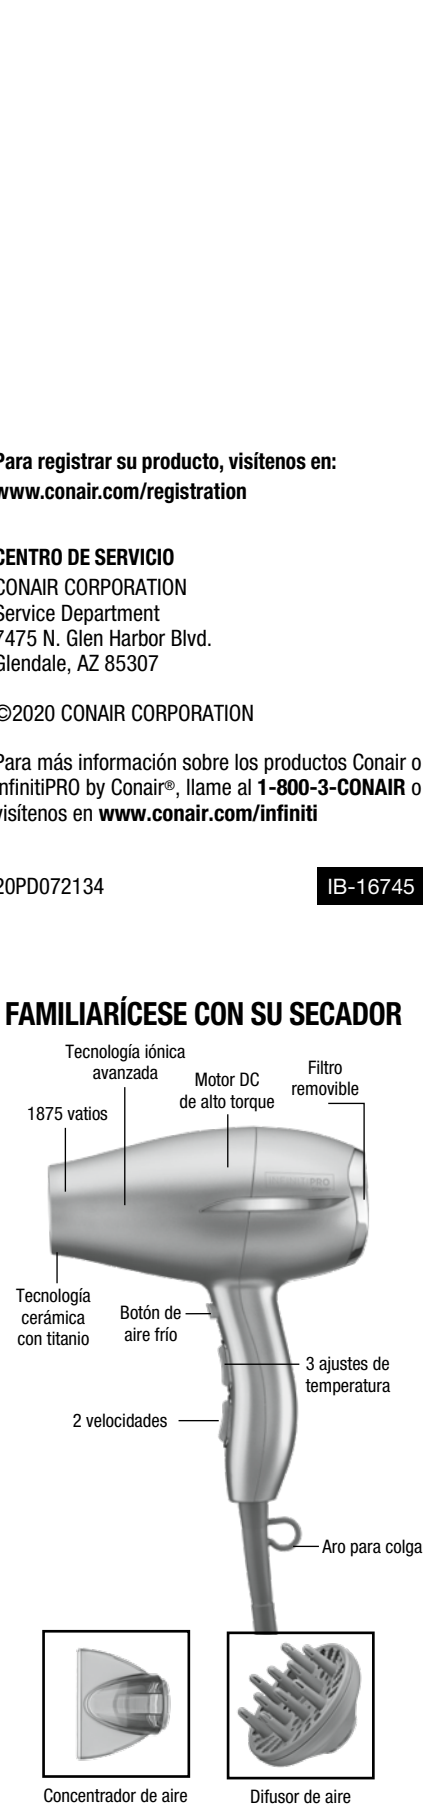 Para registrar su producto, visítenos en:
www.conair.com/registration
CENTRO DE SERVICIO
CONAIR CORPORATION
Service Department
7475 N. Glen Harbor Blvd.
Glendale, AZ 85307
©2020 CONAIR CORPORATION
Para más información sobre los productos Conair o
InfinitiPRO by Conair®, llame al 1-800-3-CONAIR o
visítenos en www.conair.com/infiniti
20PD072134
IB-16745
FAMILIARÍCESE CON SU SECADOR
Tecnología iónica
avanzada
Motor DC
de alto torque
Filtro
removible
1875 vatios
INFINITIPRO
Tecnología
cerámica
con titanio
Botón de
aire frío
3 ajustes de
temperatura
2 velocidades
Aro para colga
Concentrador de aire
Difusor de aire